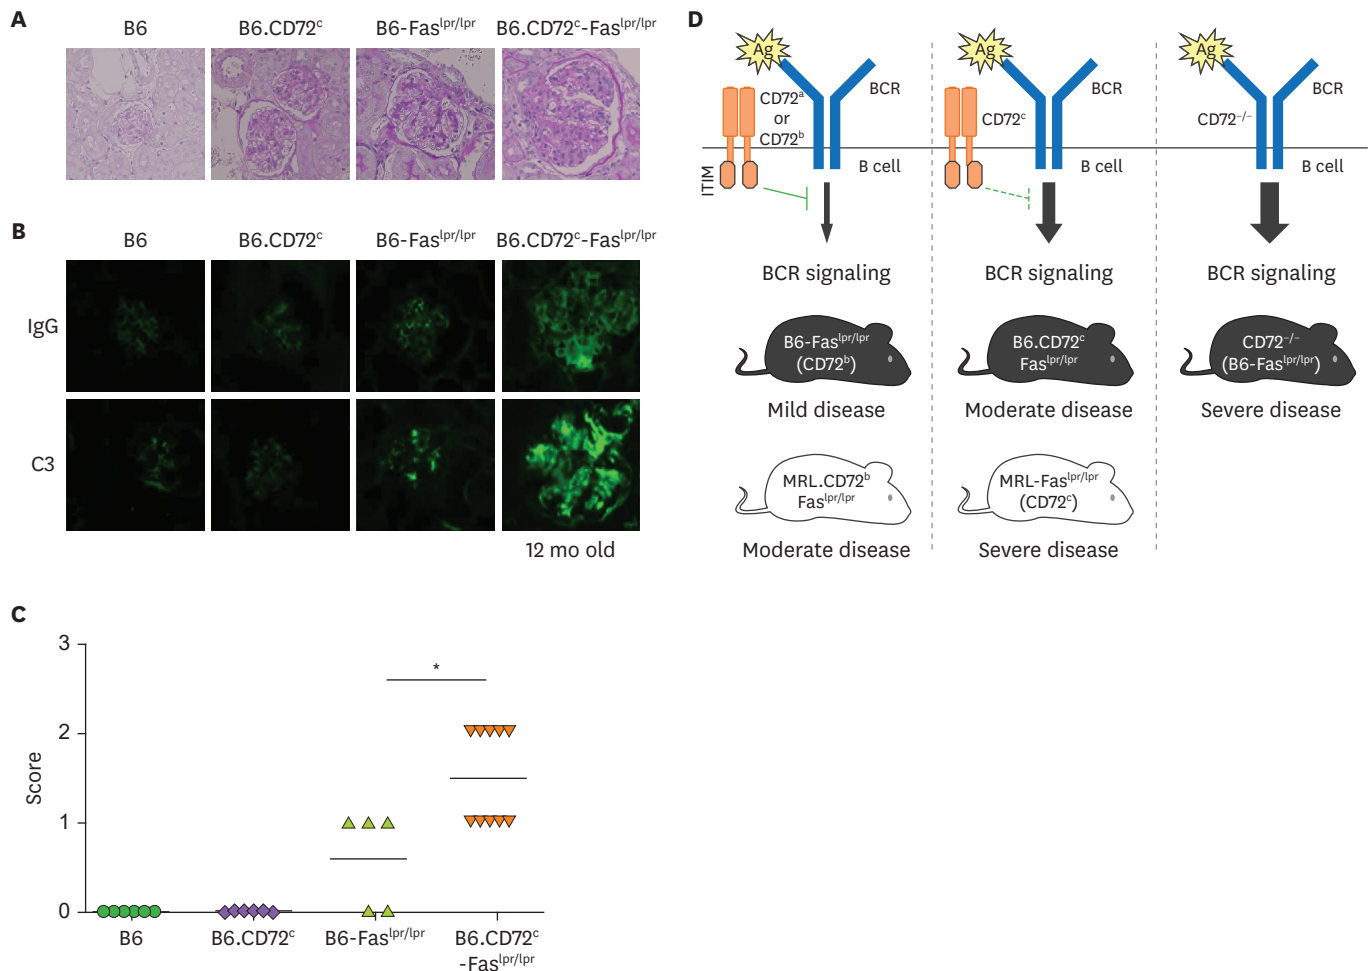 A
B6
B6.CD72ᶜ
B6-Fasˡᵖʳ/ˡᵖʳ
B6.CD72ᶜ-Fasˡᵖʳ/ˡᵖʳ
B
B6
B6.CD72ᶜ
B6-Fasˡᵖʳ/ˡᵖʳ
B6.CD72ᶜ-Fasˡᵖʳ/ˡᵖʳ
IgG
C3
12 mo old
C
Score
3
2
1
0
*
B6
B6.CD72ᶜ
B6-Fasˡᵖʳ/ˡᵖʳ
B6.CD72ᶜ
-Fasˡᵖʳ/ˡᵖʳ
D
Ag
CD72ᵃ
or
CD72ᵇ
BCR
B cell
ITIM
BCR signaling
B6-Fasˡᵖʳ/ˡᵖʳ
(CD72ᵇ)
Mild disease
MRL.CD72ᵇ
Fasˡᵖʳ/ˡᵖʳ
Moderate disease
Ag
CD72ᶜ
BCR
B cell
BCR signaling
B6.CD72ᶜ
Fasˡᵖʳ/ˡᵖʳ
Moderate disease
MRL-Fasˡᵖʳ/ˡᵖʳ
(CD72ᶜ)
Severe disease
Ag
CD72⁻/⁻
BCR
B cell
BCR signaling
CD72⁻/⁻
(B6-Fasˡᵖʳ/ˡᵖʳ)
Severe disease